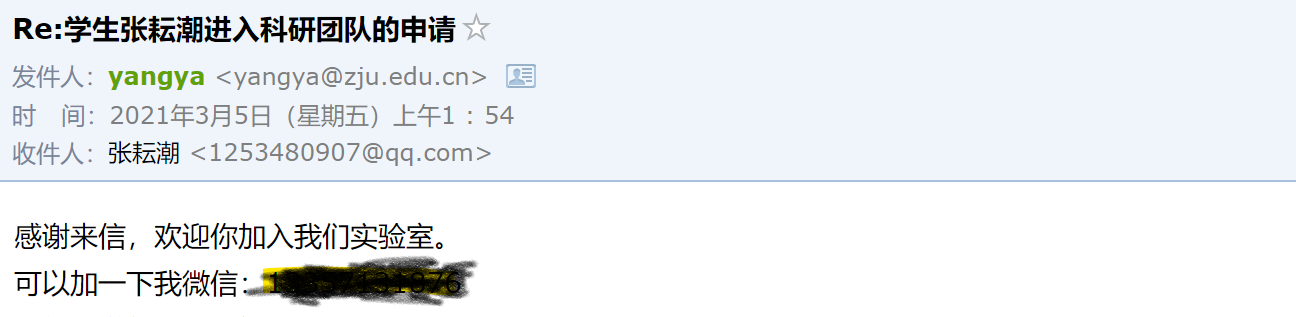 Re:学生张耘潮进入科研团队的申请
发件人：yangya <yangya@zju.edu.cn>
时 间：2021年3月5日（星期五）上午1：54
收件人：张耘潮 <1253480907@qq.com>
感谢来信，欢迎你加入我们实验室。
可以加一下我微信：